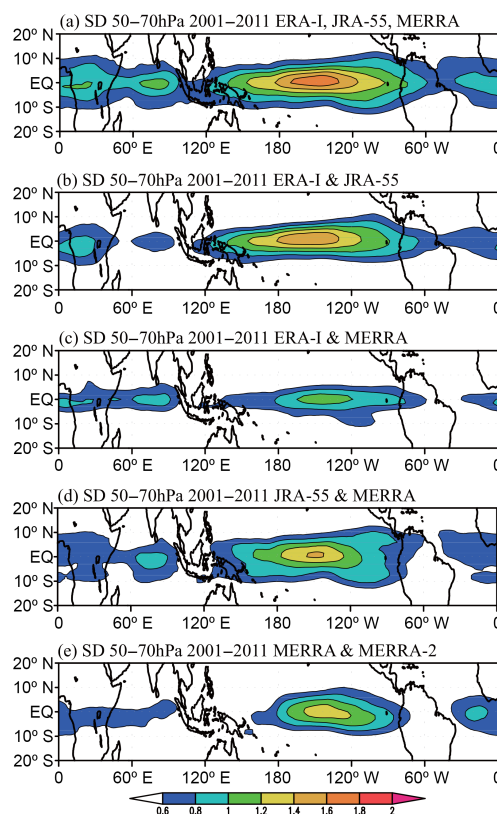 (a) SD 50–70hPa 2001–2011 ERA-I, JRA-55, MERRA
20° N
10° N
EQ
10° S
20° S
0 60° E 120° E 180° 120° W 60° W 0
(b) SD 50–70hPa 2001–2011 ERA-I & JRA-55
20° N
10° N
EQ
10° S
20° S
0 60° E 120° E 180° 120° W 60° W 0
(c) SD 50–70hPa 2001–2011 ERA-I & MERRA
20° N
10° N
EQ
10° S
20° S
0 60° E 120° E 180° 120° W 60° W 0
(d) SD 50–70hPa 2001–2011 JRA-55 & MERRA
20° N
10° N
EQ
10° S
20° S
0 60° E 120° E 180° 120° W 60° W 0
(e) SD 50–70hPa 2001–2011 MERRA & MERRA-2
20° N
10° N
EQ
10° S
20° S
0 60° E 120° E 180° 120° W 60° W 0
0.6 0.8 1 1.2 1.4 1.6 1.8 2